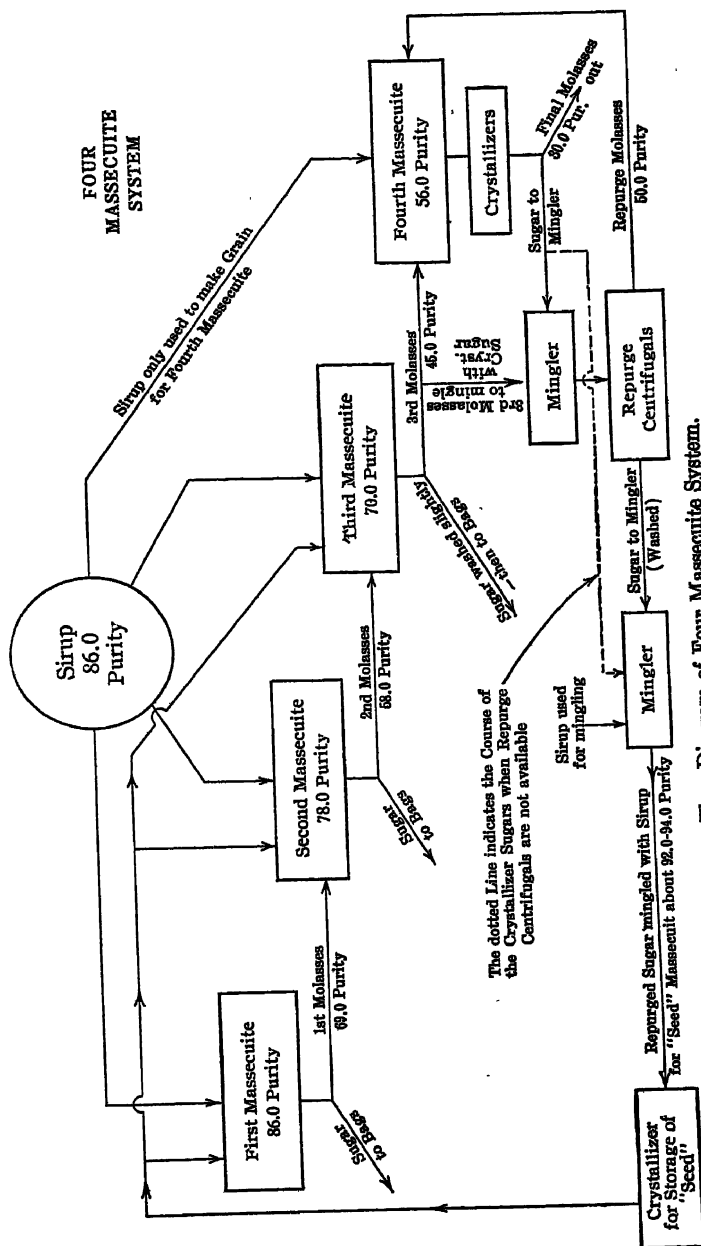 FOUR
MASSECUITE
SYSTEM
Sirup
86.0
Purity
Sirup only used to make Grain
for Fourth Massecuite
First Massecuite
86.0 Purity
Sugar
to Bags
1st Molasses
69.0 Purity
Second Massecuite
78.0 Purity
Sugar
to Bags
2nd Molasses
58.0 Purity
Third Massecuite
70.0 Purity
Sugar washed slightly
—then to Bags
3rd Molasses
45.0 Purity
3rd Molasses
to mingle
with
Cryst.
Sugar
Fourth Massecuite
56.0 Purity
Crystallizers
Final Molasses
30.0 Pur. out
Sugar to
Mingler
Mingler
Repurge
Centrifugals
Repurge Molasses
50.0 Purity
Sugar to Mingler
(Washed)
The dotted Line indicates the Course of
the Crystallizer Sugars when Repurge
Centrifugals are not available
Sirup used
for mingling
Mingler
Repurged Sugar mingled with Sirup
for "Seed" Massecuit about 92.0-94.0 Purity
Crystallizer
for Storage of
"Seed"
Diagram of Four Massecuite System.